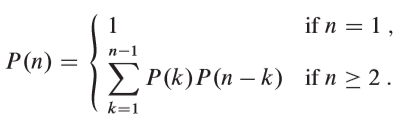 P(n) = { 1 if n = 1 ,
∑_{k=1}^{n−1} P(k)P(n − k) if n ≥ 2 .